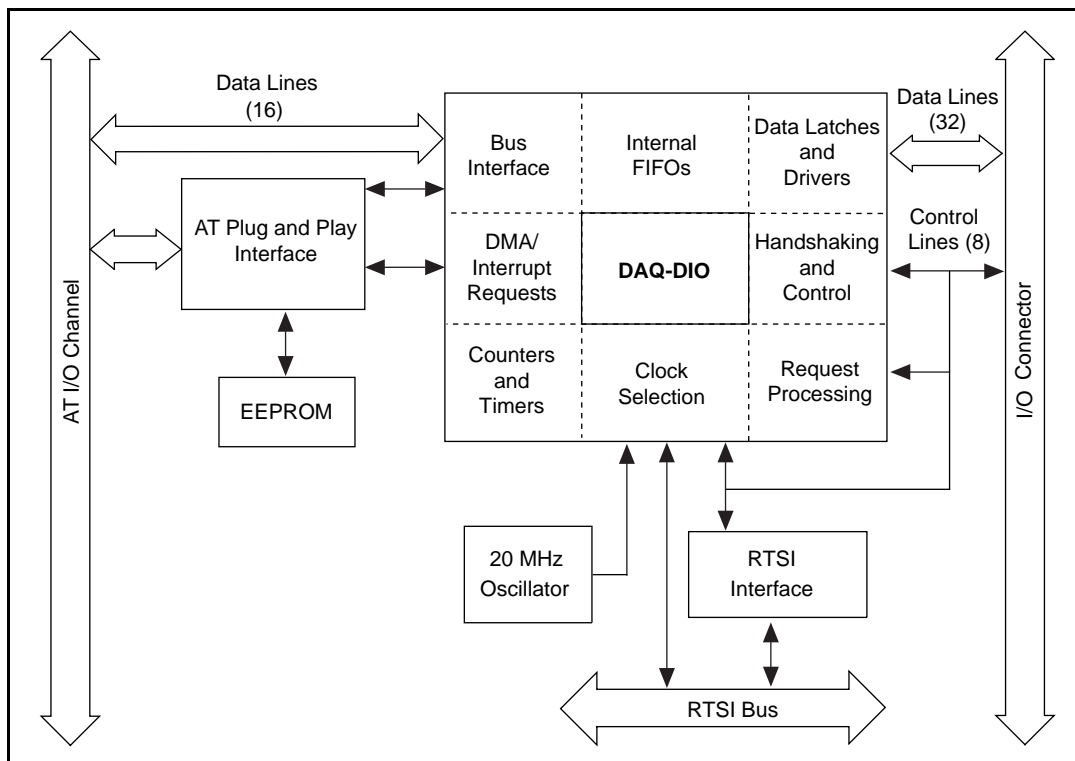 Data Lines
(16)
Data Lines
(32)
Bus
Interface
Internal
FIFOs
Data Latches
and
Drivers
AT Plug and Play
Interface
DMA/
Interrupt
Requests
DAQ-DIO
Handshaking
and
Control
Control
Lines (8)
Counters
and
Timers
Clock
Selection
Request
Processing
EEPROM
AT I/O Channel
I/O Connector
20 MHz
Oscillator
RTSI
Interface
RTSI Bus